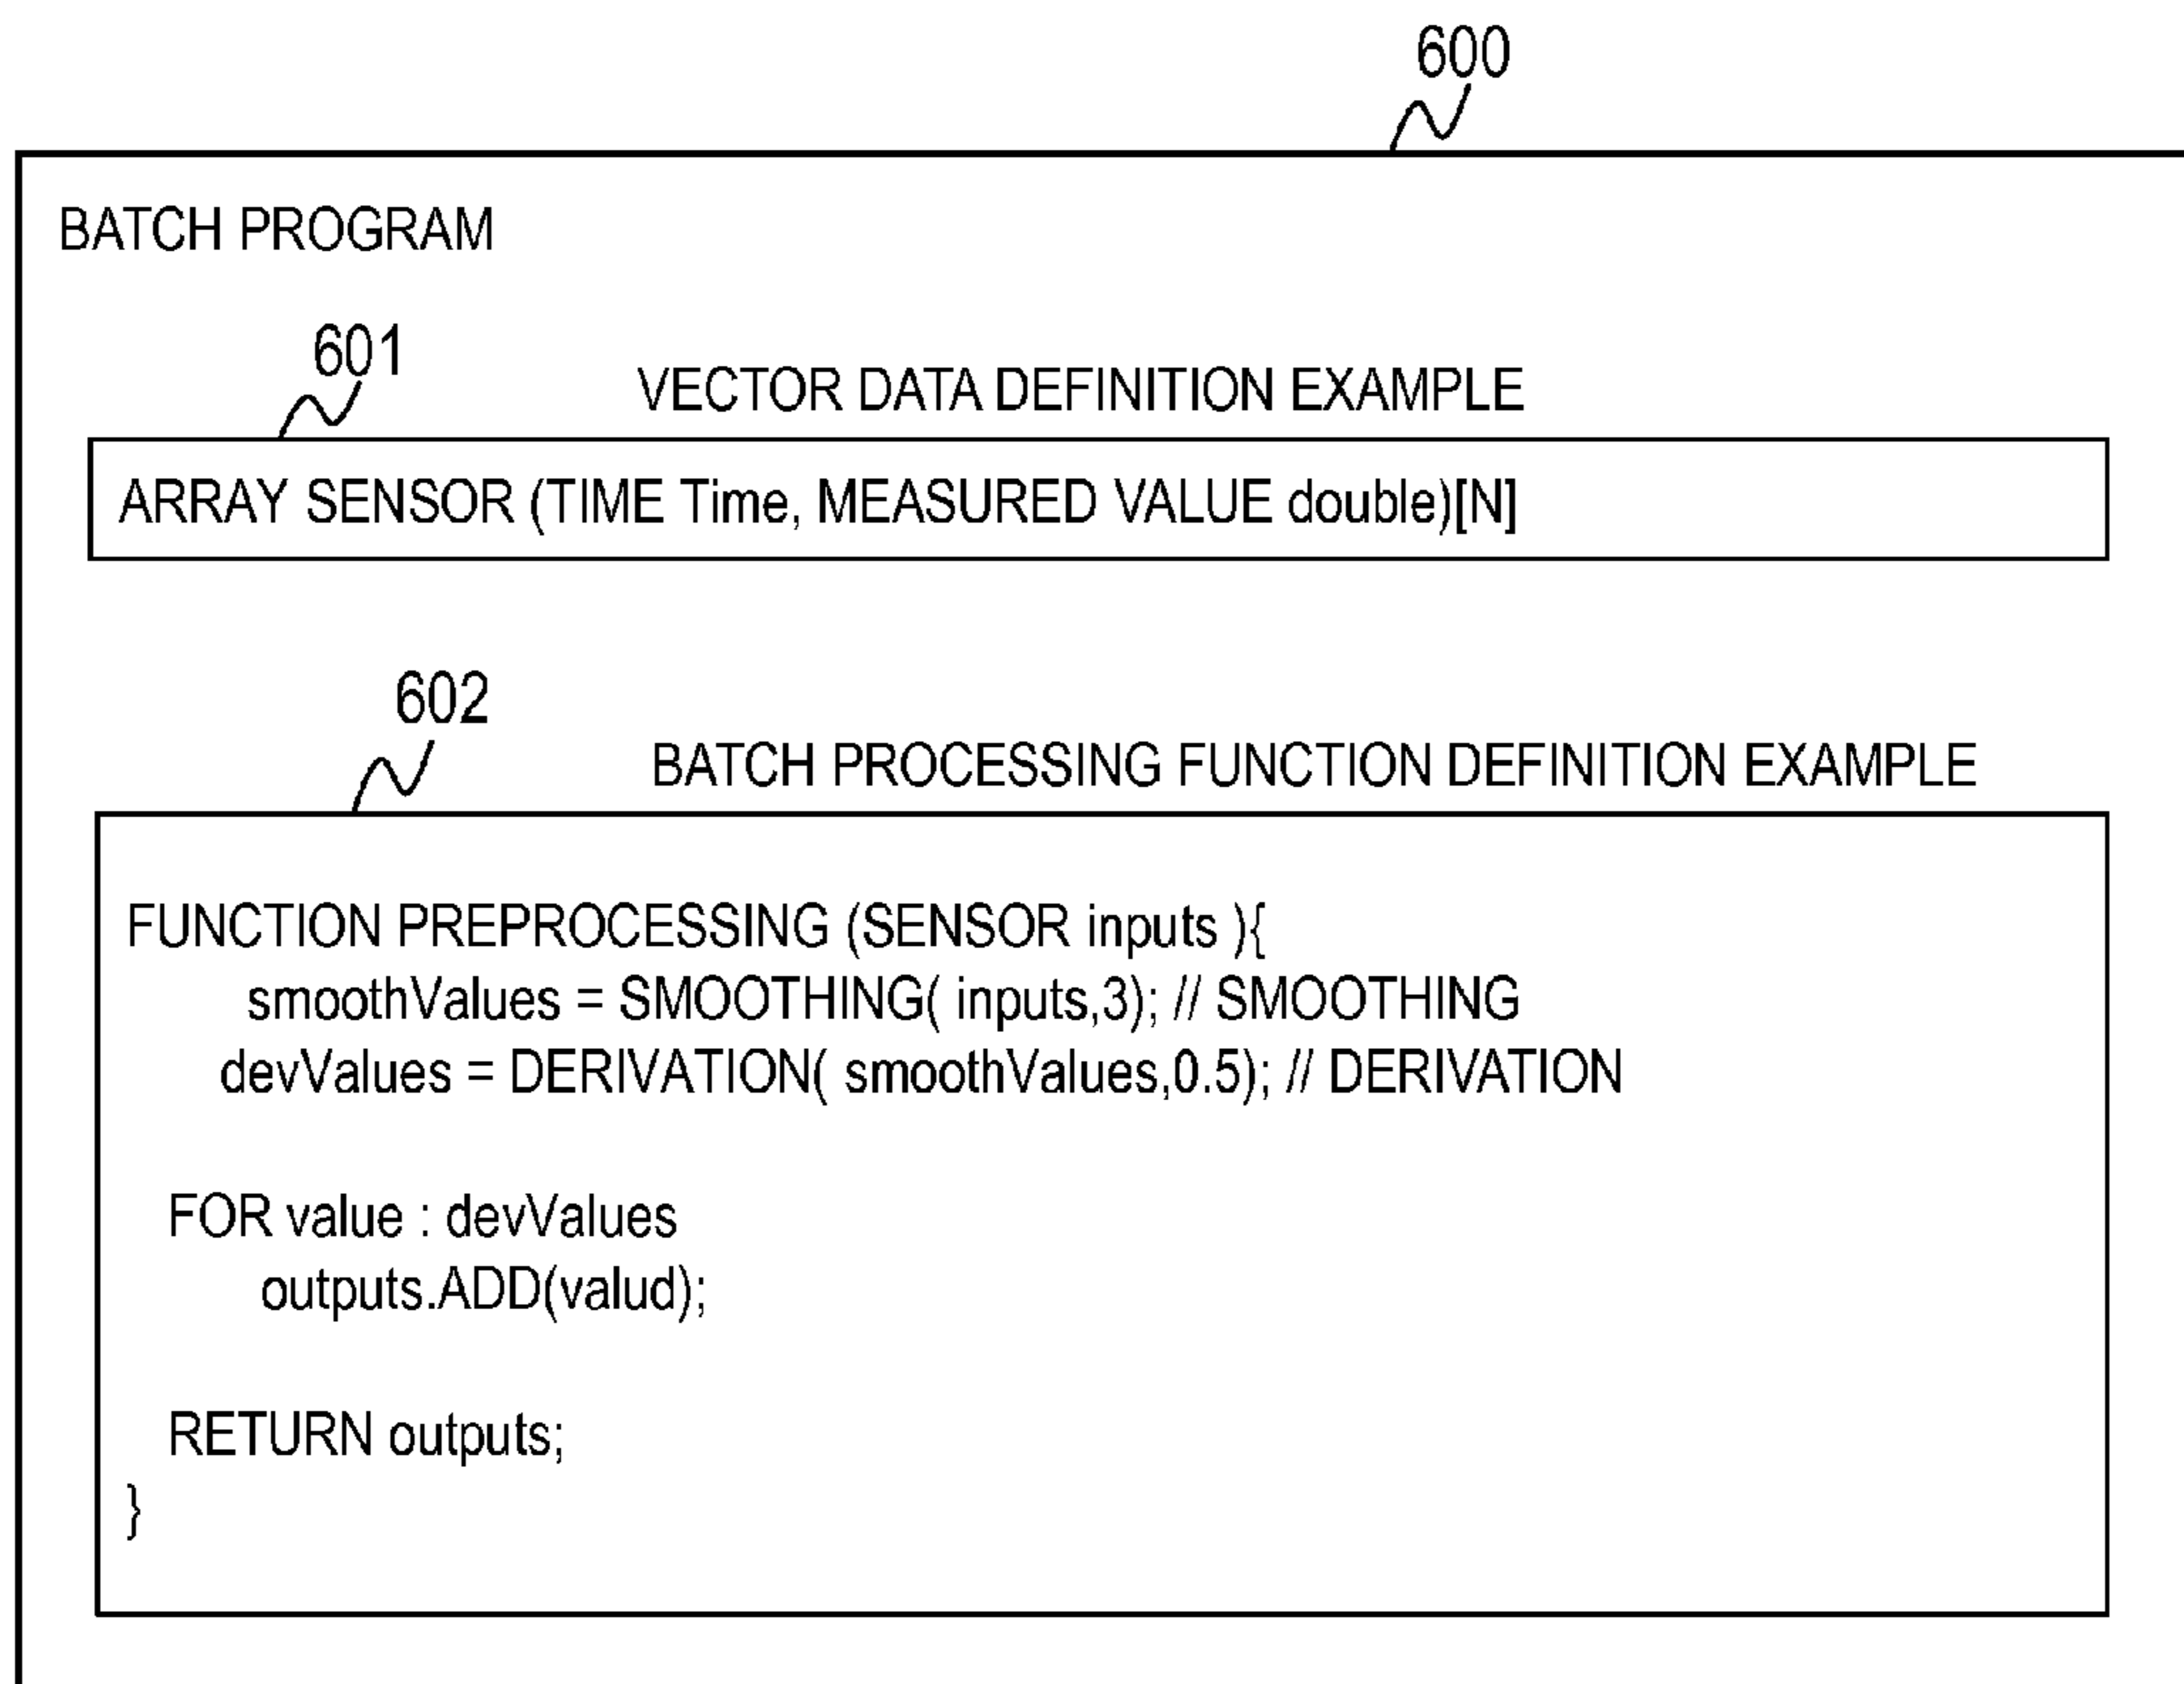 600
BATCH PROGRAM
601
VECTOR DATA DEFINITION EXAMPLE
ARRAY SENSOR (TIME Time, MEASURED VALUE double)[N]
602
BATCH PROCESSING FUNCTION DEFINITION EXAMPLE
FUNCTION PREPROCESSING (SENSOR inputs ){
smoothValues = SMOOTHING( inputs,3); // SMOOTHING
devValues = DERIVATION( smoothValues,0.5); // DERIVATION
FOR value : devValues
outputs.ADD(valud);
RETURN outputs;
}